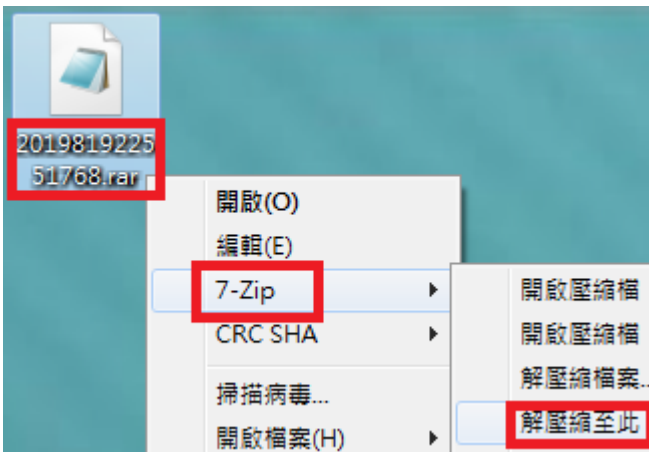 2019819225
51768.rar
開啟(O)
編輯(E)
7-Zip
CRC SHA
掃描病毒...
開啟檔案(H)
開啟壓縮檔
開啟壓縮檔
解壓縮檔案..
解壓縮至此